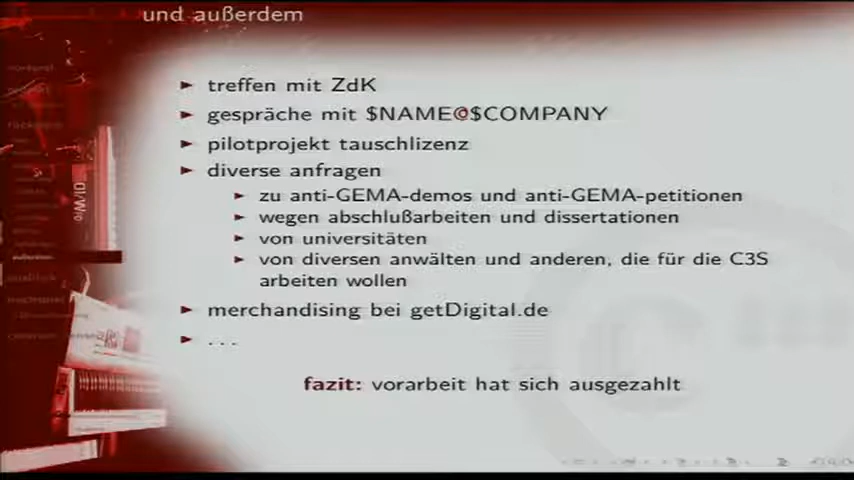 und außerdem
treffen mit ZdK
gespräche mit $NAME@$COMPANY
pilotprojekt tauschlizenz
diverse anfragen
zu anti-GEMA-demos und anti-GEMA-petitionen
wegen abschlußarbeiten und dissertationen
von universitäten
von diversen anwälten und anderen, die für die C3S
arbeiten wollen
merchandising bei getDigital.de
...
fazit: vorarbeit hat sich ausgezahlt